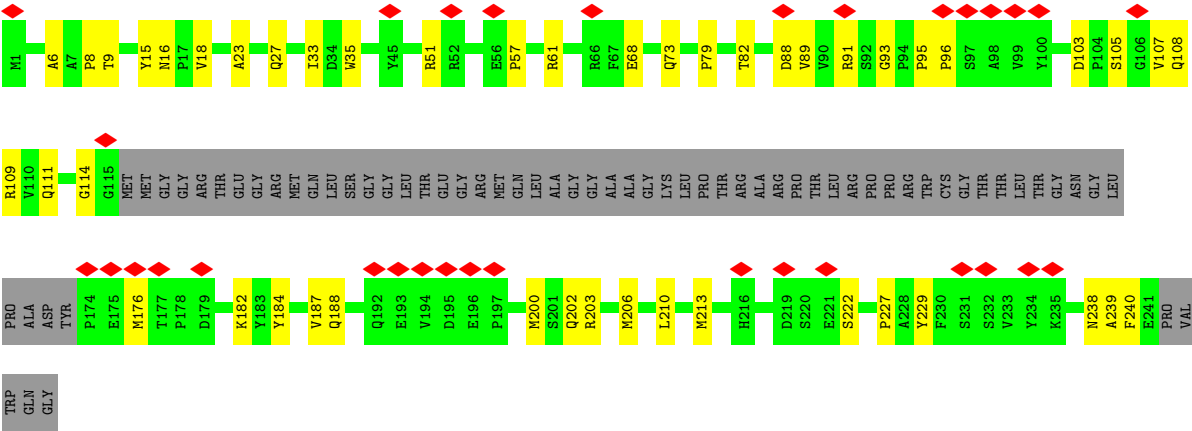 M1 A6 A7 P8 T9 Y15 N16 P17 V18 A23 Q27 I33 D34 W35 Y45 R51 R52 E56 P57 R61 R66 F67 E68 Q73 P79 T82 D88 V89 V90 R91 S92 G93 P94 P95 P96 S97 A98 V99 Y100 D103 P104 S105 G106 V107 Q108
R109 V110 Q111 G114 G115 MET MET GLY GLY ARG THR GLU GLY ARG MET GLN LEU SER GLY GLY LEU THR GLU GLY ARG MET GLN LEU ALA GLY GLY ALA ALA GLY LYS LEU PRO THR ARG ALA ARG PRO THR LEU ARG PRO PRO ARG TRP CYS GLY THR THR LEU THR GLY ASN GLY LEU
PRO ALA ASP TYR P174 E175 M176 T177 P178 D179 K182 Y183 Y184 V187 Q188 Q192 E193 V194 D195 E196 P197 M200 S201 Q202 R203 M206 L210 M213 H216 D219 S220 E221 S222 P227 A228 Y229 F230 S231 S232 V233 Y234 K235 N238 A239 F240 E241 PRO VAL
TRP GLN GLY